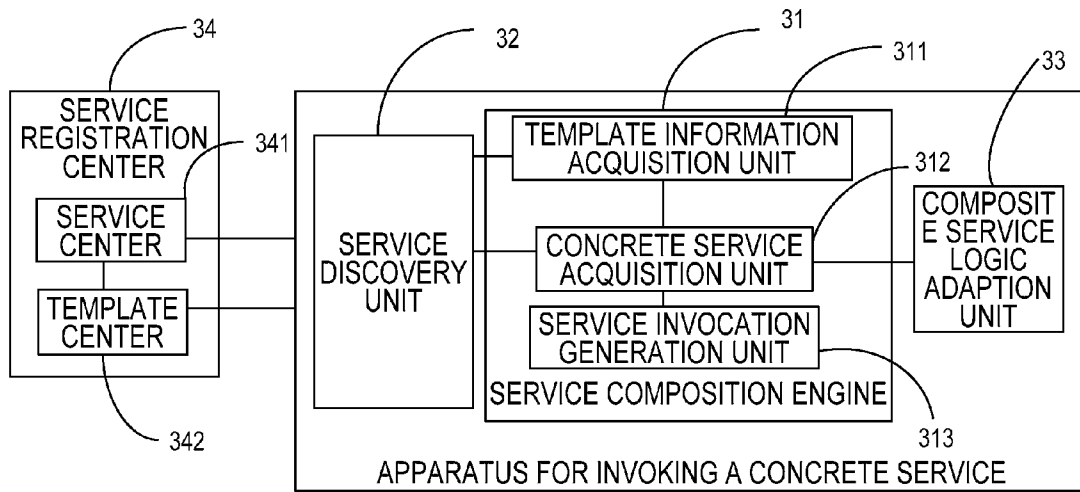 34
SERVICE
REGISTRATION
CENTER
341
SERVICE
CENTER
TEMPLATE
CENTER
342
32
SERVICE
DISCOVERY
UNIT
31
311
TEMPLATE INFORMATION
ACQUISITION UNIT
312
CONCRETE SERVICE
ACQUISITION UNIT
SERVICE INVOCATION
GENERATION UNIT
313
SERVICE COMPOSITION ENGINE
33
COMPOSIT
E SERVICE
LOGIC
ADAPTION
UNIT
APPARATUS FOR INVOKING A CONCRETE SERVICE